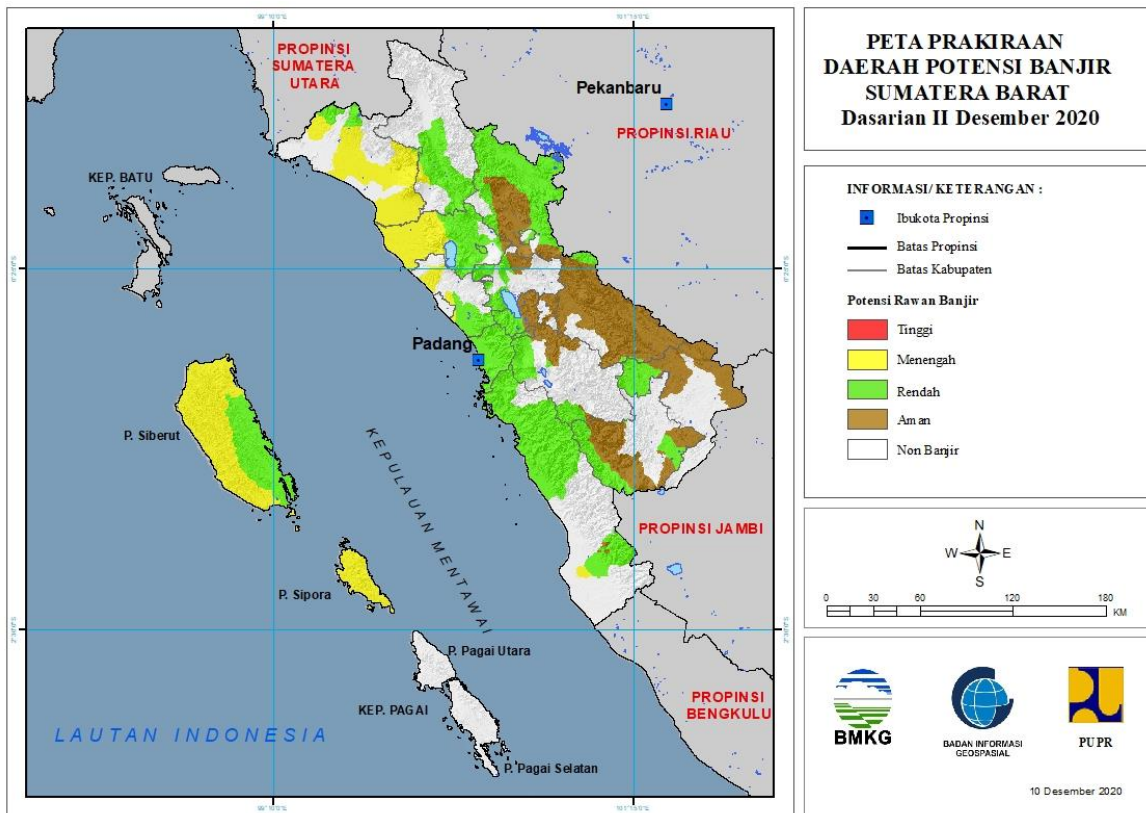 PETA PRAKIRAAN
DAERAH POTENSI BANJIR
SUMATERA BARAT
Dasarian II Desember 2020
PROPINSI
SUMATERA
UTARA
Pekanbaru
PROPINSI RIAU
KEP. BATU
Padang
P. Siberut
KEPULAUAN MENTAWAI
PROPINSI JAMBI
P. Sipora
P. Pagai Utara
KEP. PAGAI
PROPINSI
BENGKULU
LAUTAN INDONESIA
P. Pagai Selatan
INFORMASI/ KETERANGAN :
Ibukota Propinsi
Batas Propinsi
Batas Kabupaten
Potensi Rawan Banjir
Tinggi
Menengah
Rendah
Aman
Non Banjir
N
W E
S
0 30 45 60 120 180
KM
BMKG
BADAN INFORMASI
GEOSPASIAL
PUPR
10 Desember 2020